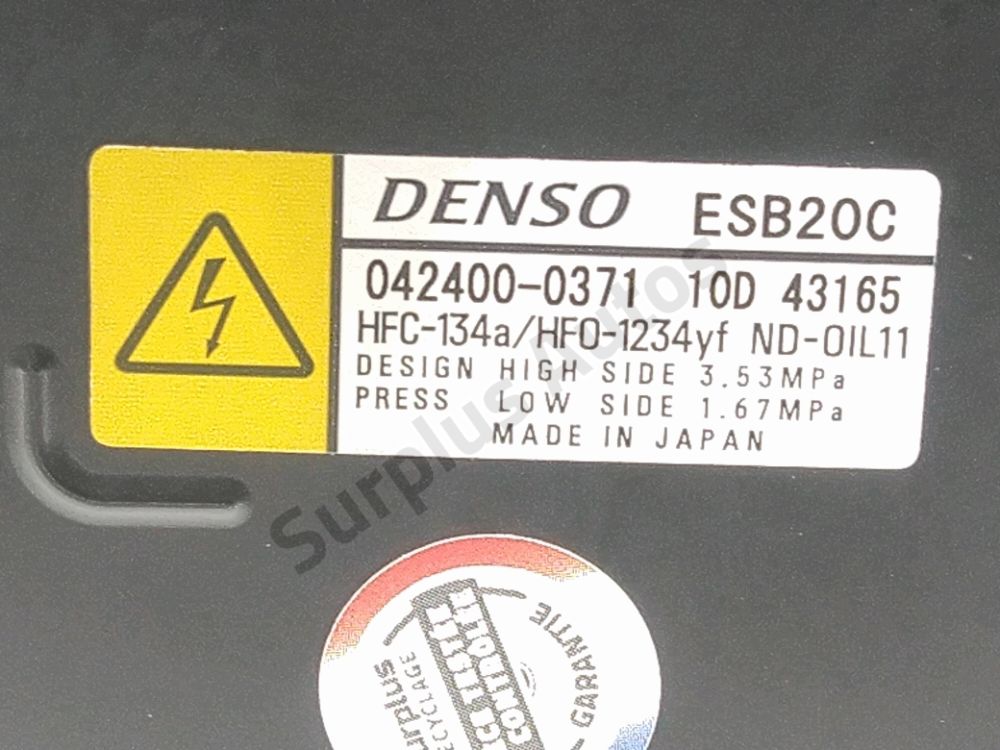 DENSO ESB20C
042400-0371 10D 43165
HFC-134a/HFO-1234yf ND-OIL11
DESIGN HIGH SIDE 3.53MPa
PRESS LOW SIDE 1.67MPa
MADE IN JAPAN
Surplus Autos
GARANTIE